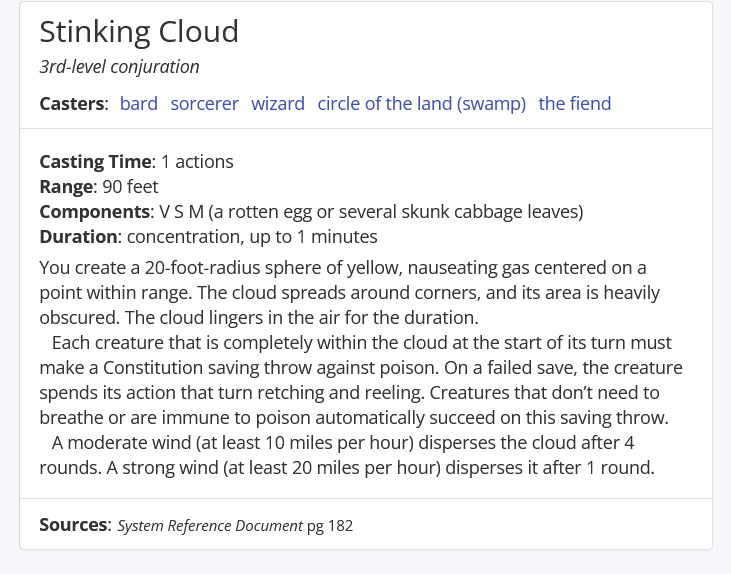 Stinking Cloud
3rd-level conjuration
Casters: bard sorcerer wizard circle of the land (swamp) the fiend
Casting Time: 1 actions
Range: 90 feet
Components: V S M (a rotten egg or several skunk cabbage leaves)
Duration: concentration, up to 1 minutes
You create a 20-foot-radius sphere of yellow, nauseating gas centered on a
point within range. The cloud spreads around corners, and its area is heavily
obscured. The cloud lingers in the air for the duration.
Each creature that is completely within the cloud at the start of its turn must
make a Constitution saving throw against poison. On a failed save, the creature
spends its action that turn retching and reeling. Creatures that don’t need to
breathe or are immune to poison automatically succeed on this saving throw.
A moderate wind (at least 10 miles per hour) disperses the cloud after 4
rounds. A strong wind (at least 20 miles per hour) disperses it after 1 round.
Sources: System Reference Document pg 182